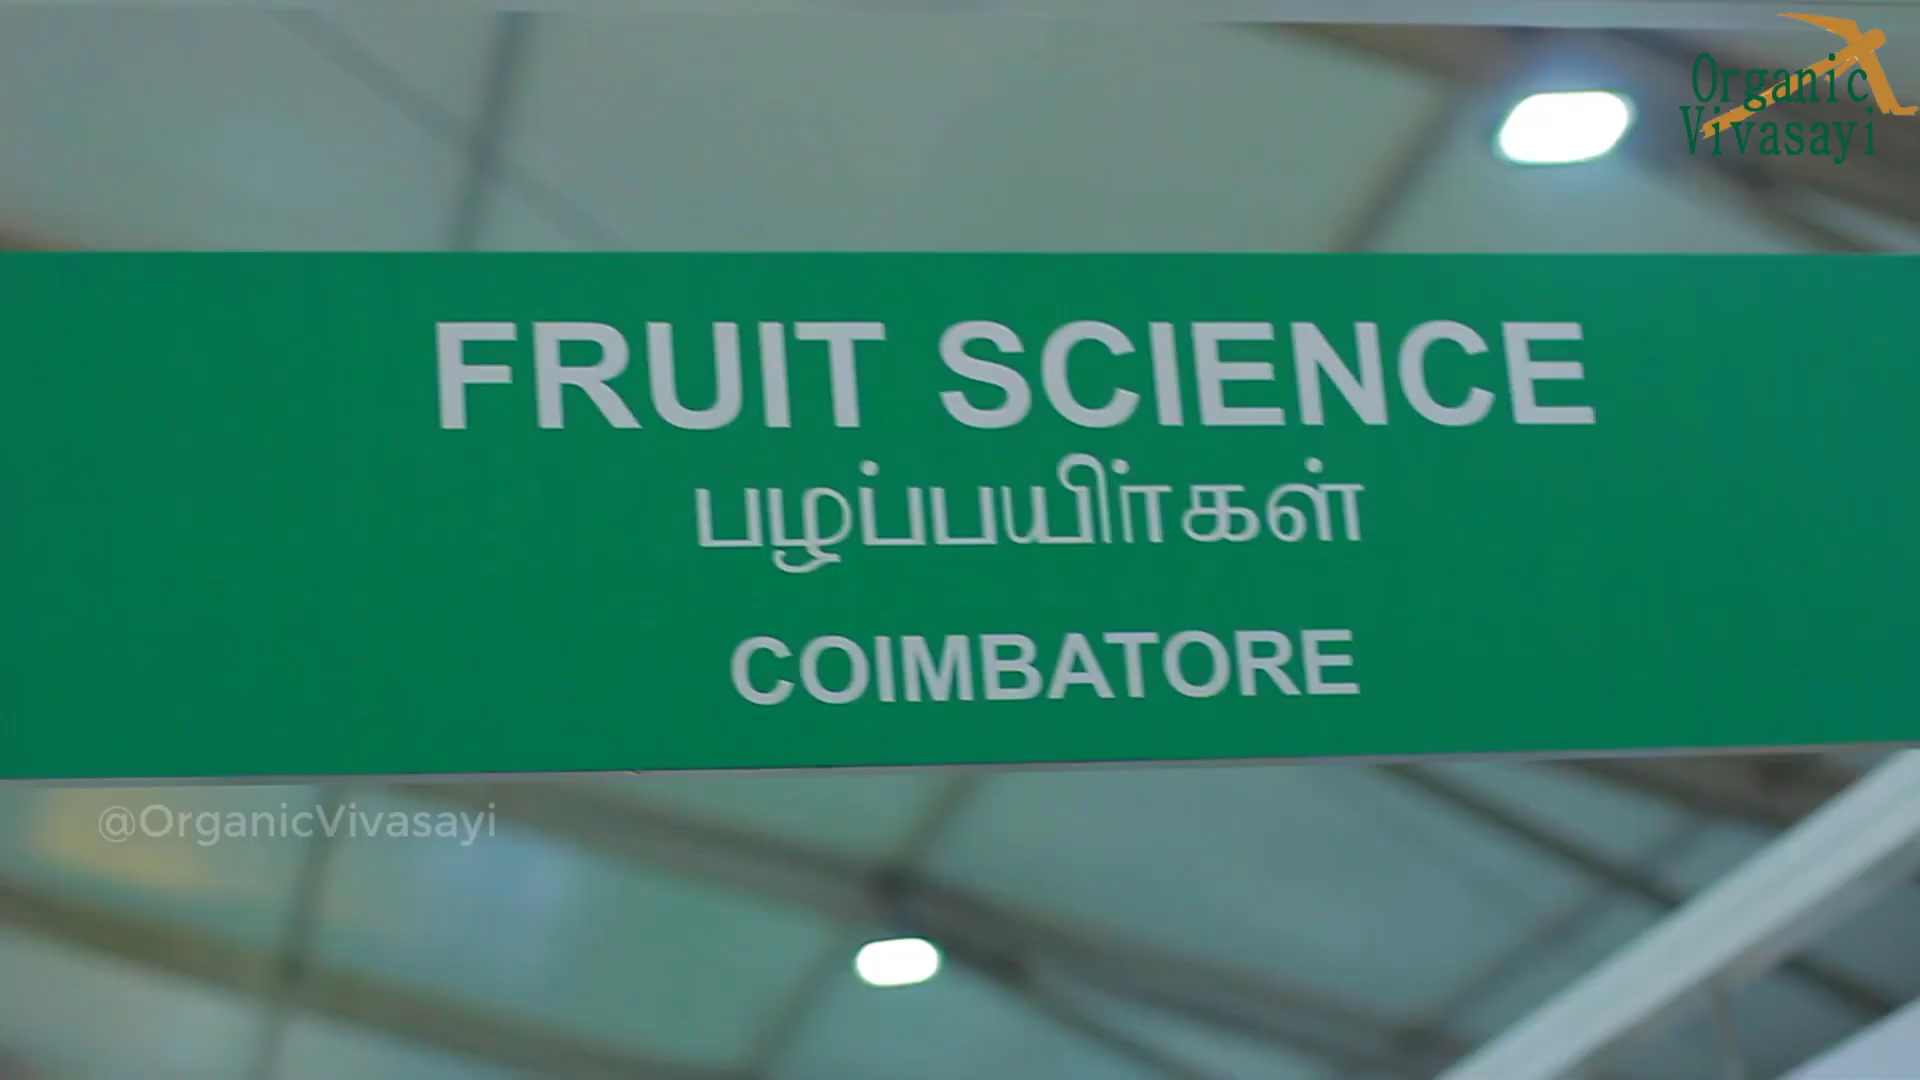 Organic
Vivasayi
FRUIT SCIENCE
பழப்பயிர்கள்
COIMBATORE
@OrganicVivasayi